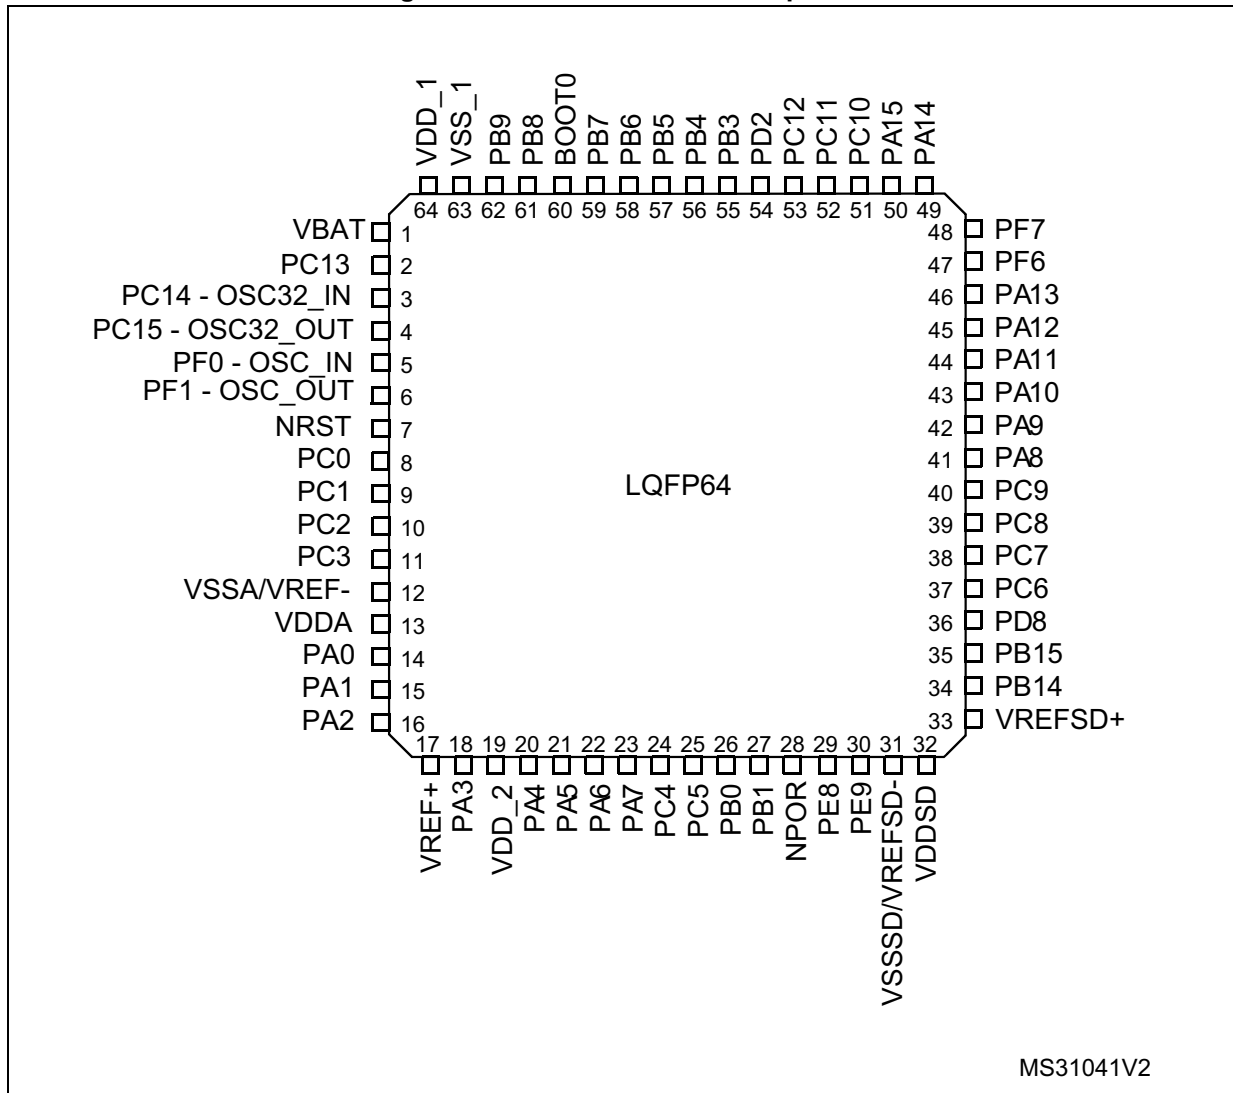 VDD_1
VSS_1
PB9
PB8
BOOT0
PB7
PB6
PB5
PB4
PB3
PD2
PC12
PC11
PC10
PA15
PA14
64 63 62 61 60 59 58 57 56 55 54 53 52 51 50 49
VBAT 1
PC13 2
PC14 - OSC32_IN 3
PC15 - OSC32_OUT 4
PF0 - OSC_IN 5
PF1 - OSC_OUT 6
NRST 7
PC0 8
PC1 9
PC2 10
PC3 11
VSSA/VREF- 12
VDDA 13
PA0 14
PA1 15
PA2 16
LQFP64
48 PF7
47 PF6
46 PA13
45 PA12
44 PA11
43 PA10
42 PA9
41 PA8
40 PC9
39 PC8
38 PC7
37 PC6
36 PD8
35 PB15
34 PB14
33 VREFSD+
17 18 19 20 21 22 23 24 25 26 27 28 29 30 31 32
VREF+
PA3
VDD_2
PA4
PA5
PA6
PA7
PC4
PC5
PB0
PB1
NPOR
PE8
PE9
VSSSD/VREFSD-
VDDSD
MS31041V2